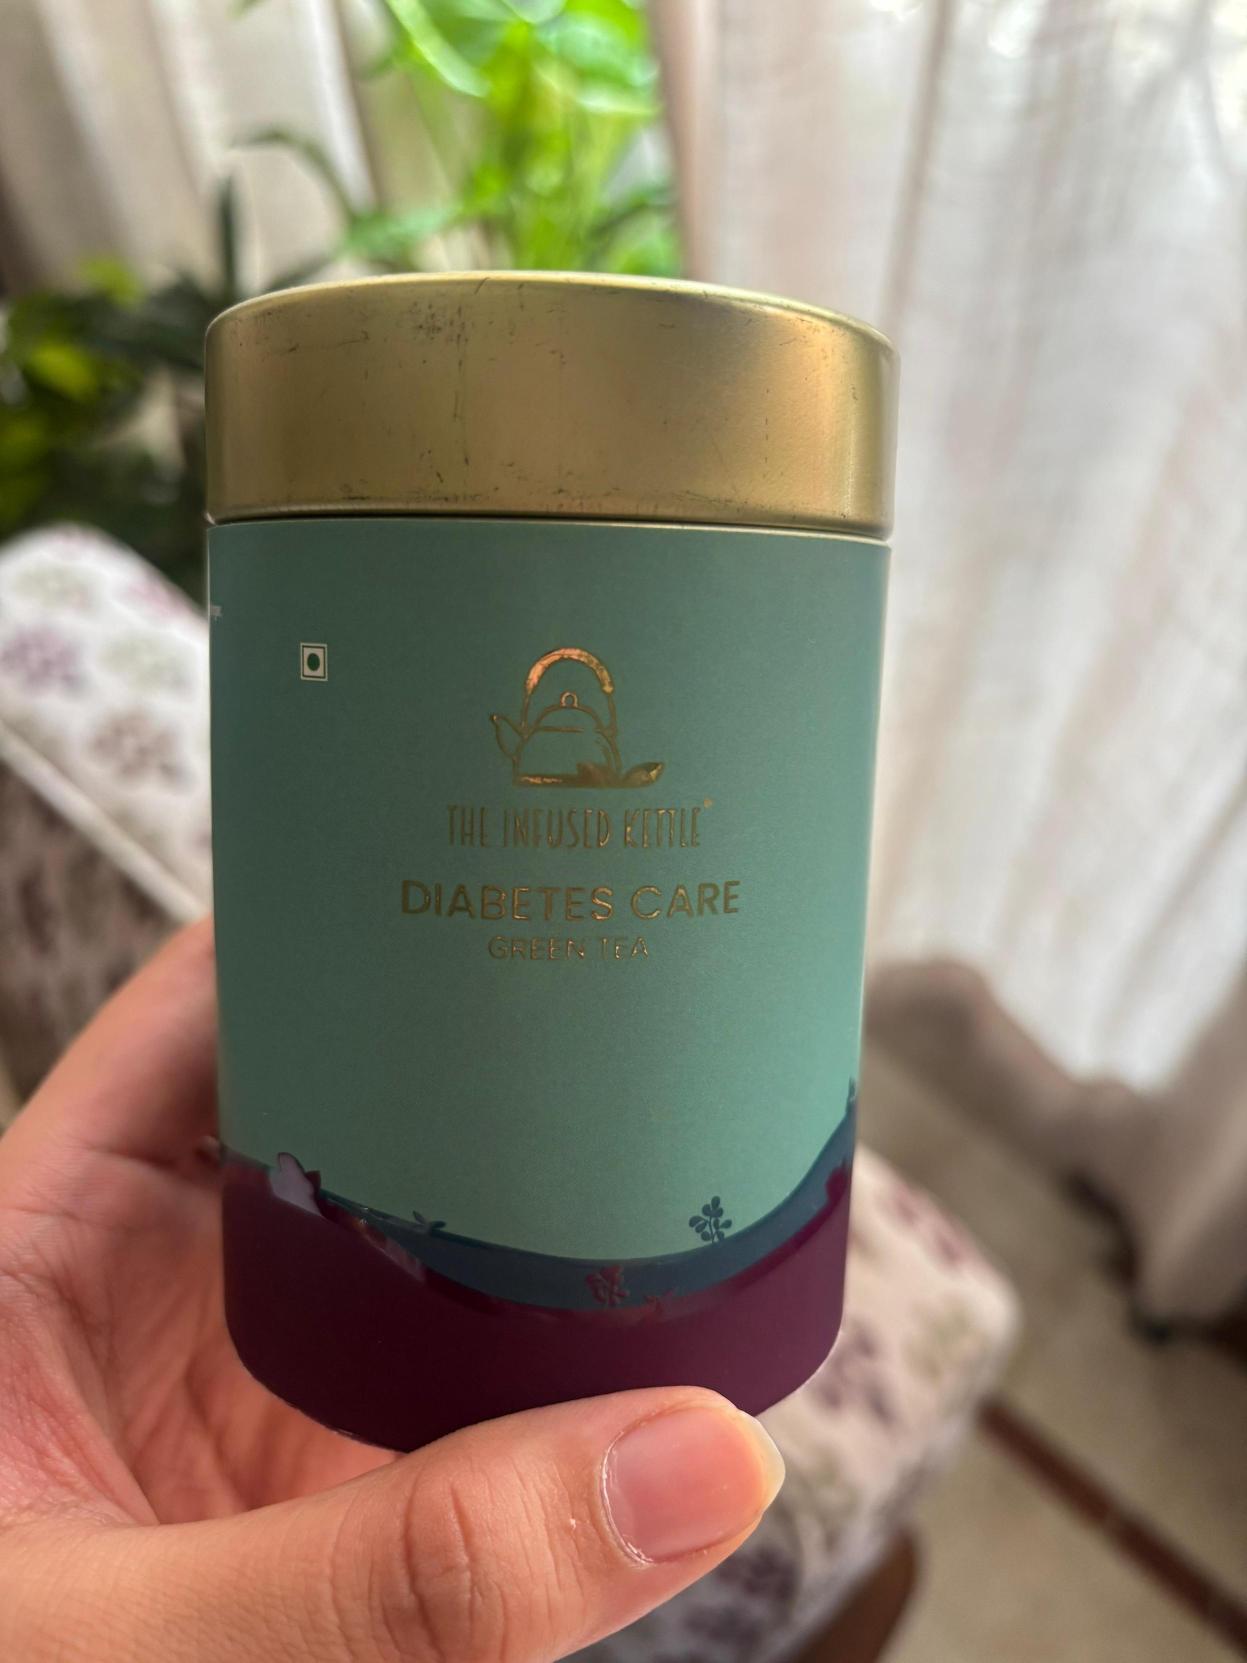 THE INFUSED KETTLE
DIABETES CARE
GREEN TEA